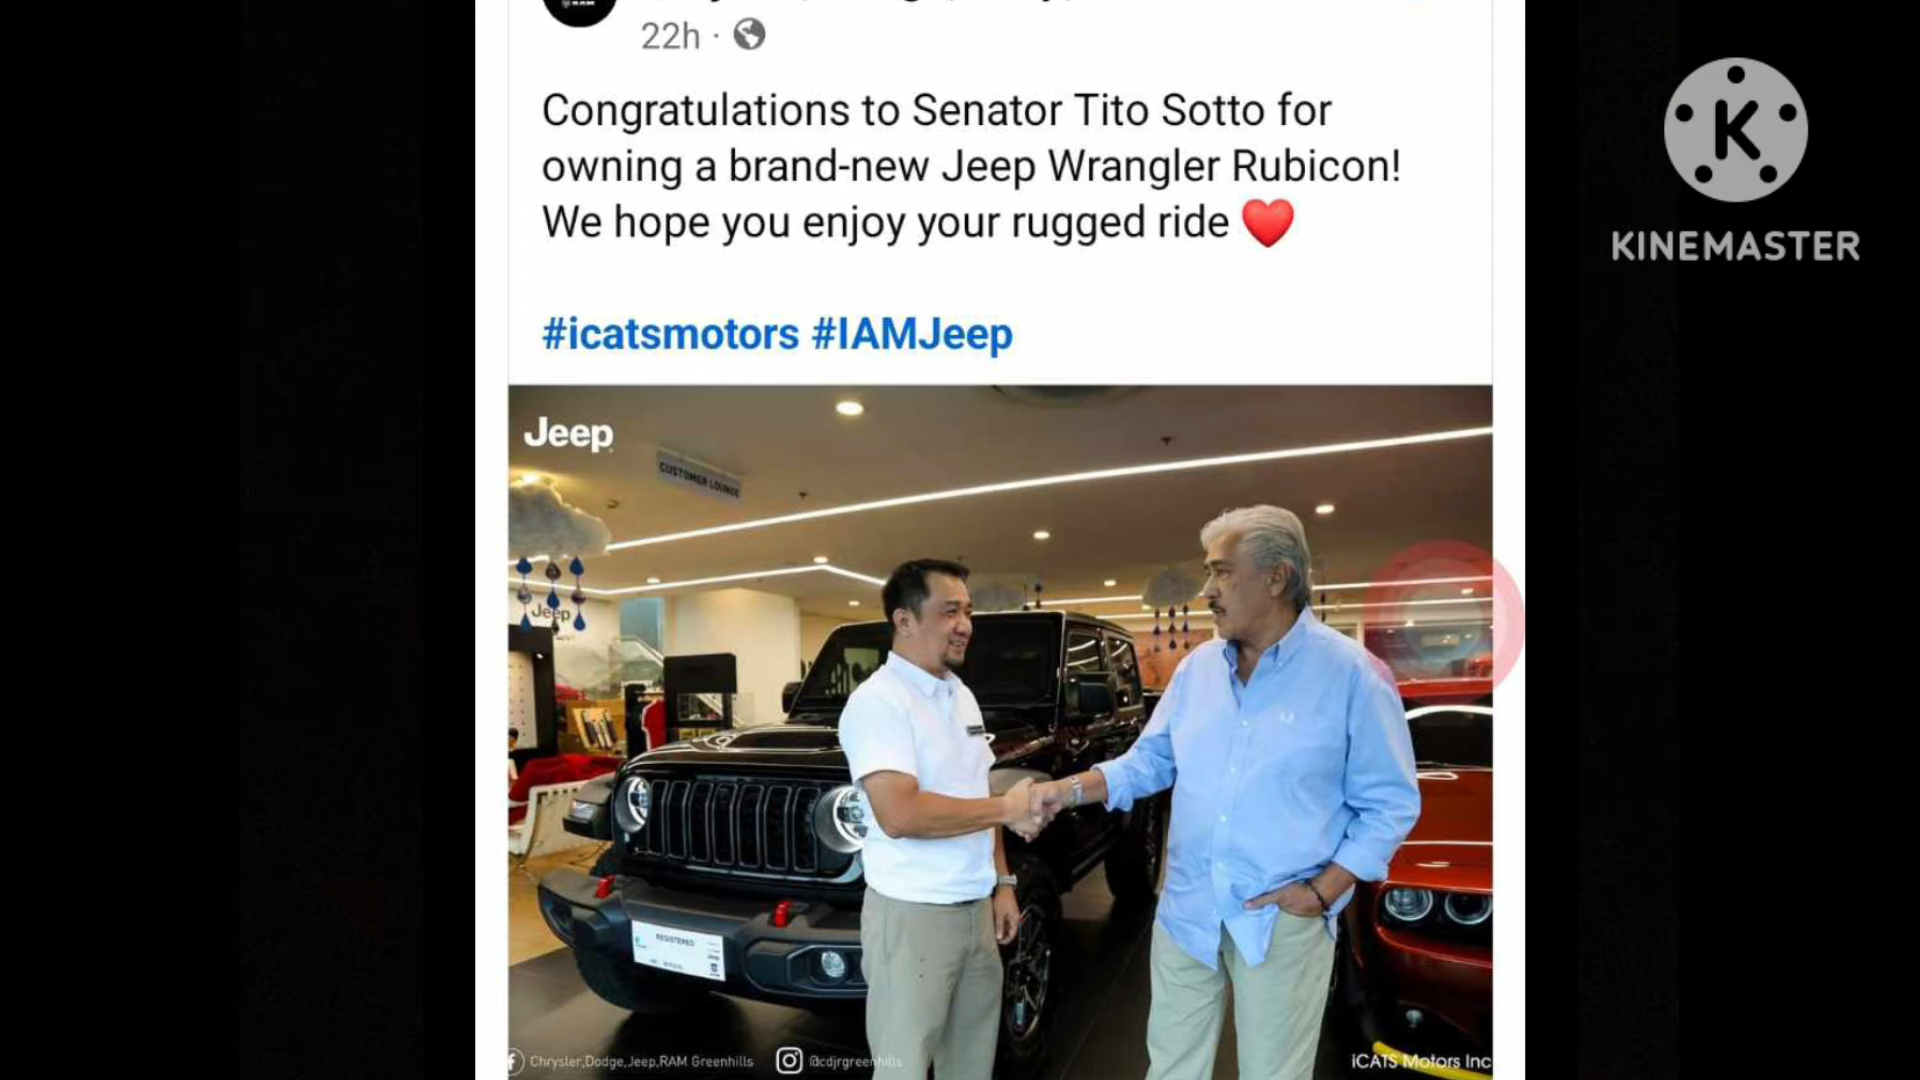 RAM
22h ·
Congratulations to Senator Tito Sotto for
owning a brand-new Jeep Wrangler Rubicon!
We hope you enjoy your rugged ride ❤️
#icatsmotors #IAMJeep
K
KINEMASTER
Jeep
CUSTOMER LOUNGE
Jeep
REGISTERED
Chrysler,Dodge,Jeep,RAM Greenhills
@cdjrgreenhills
iCATS Motors Inc